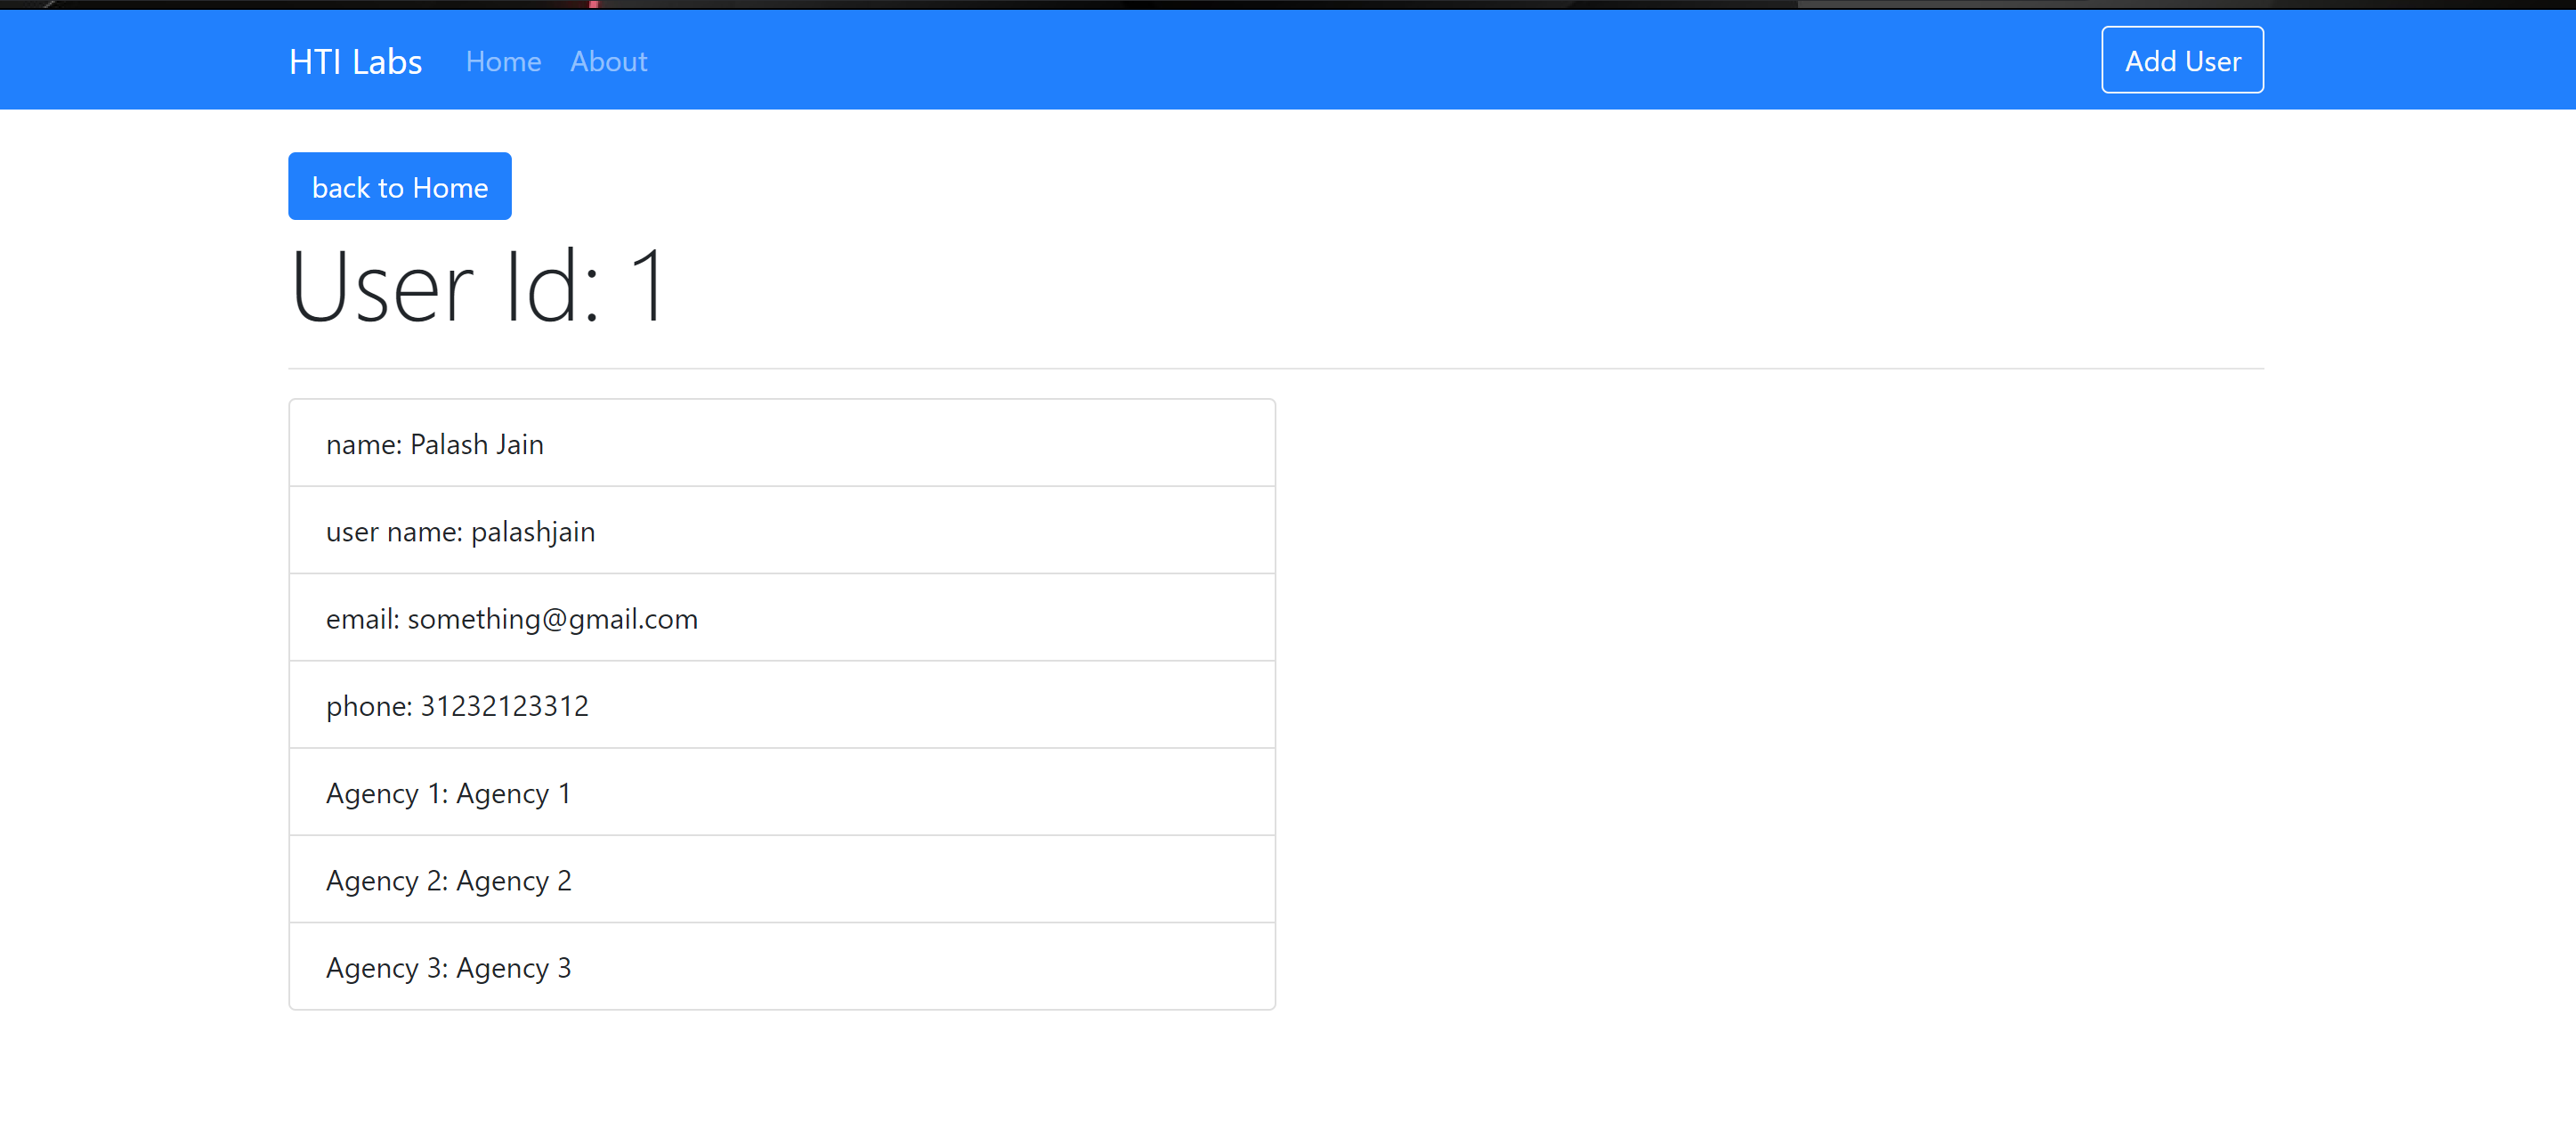 HTI Labs Home About Add User
back to Home
User Id: 1
name: Palash Jain
user name: palashjain
email: something@gmail.com
phone: 31232123312
Agency 1: Agency 1
Agency 2: Agency 2
Agency 3: Agency 3